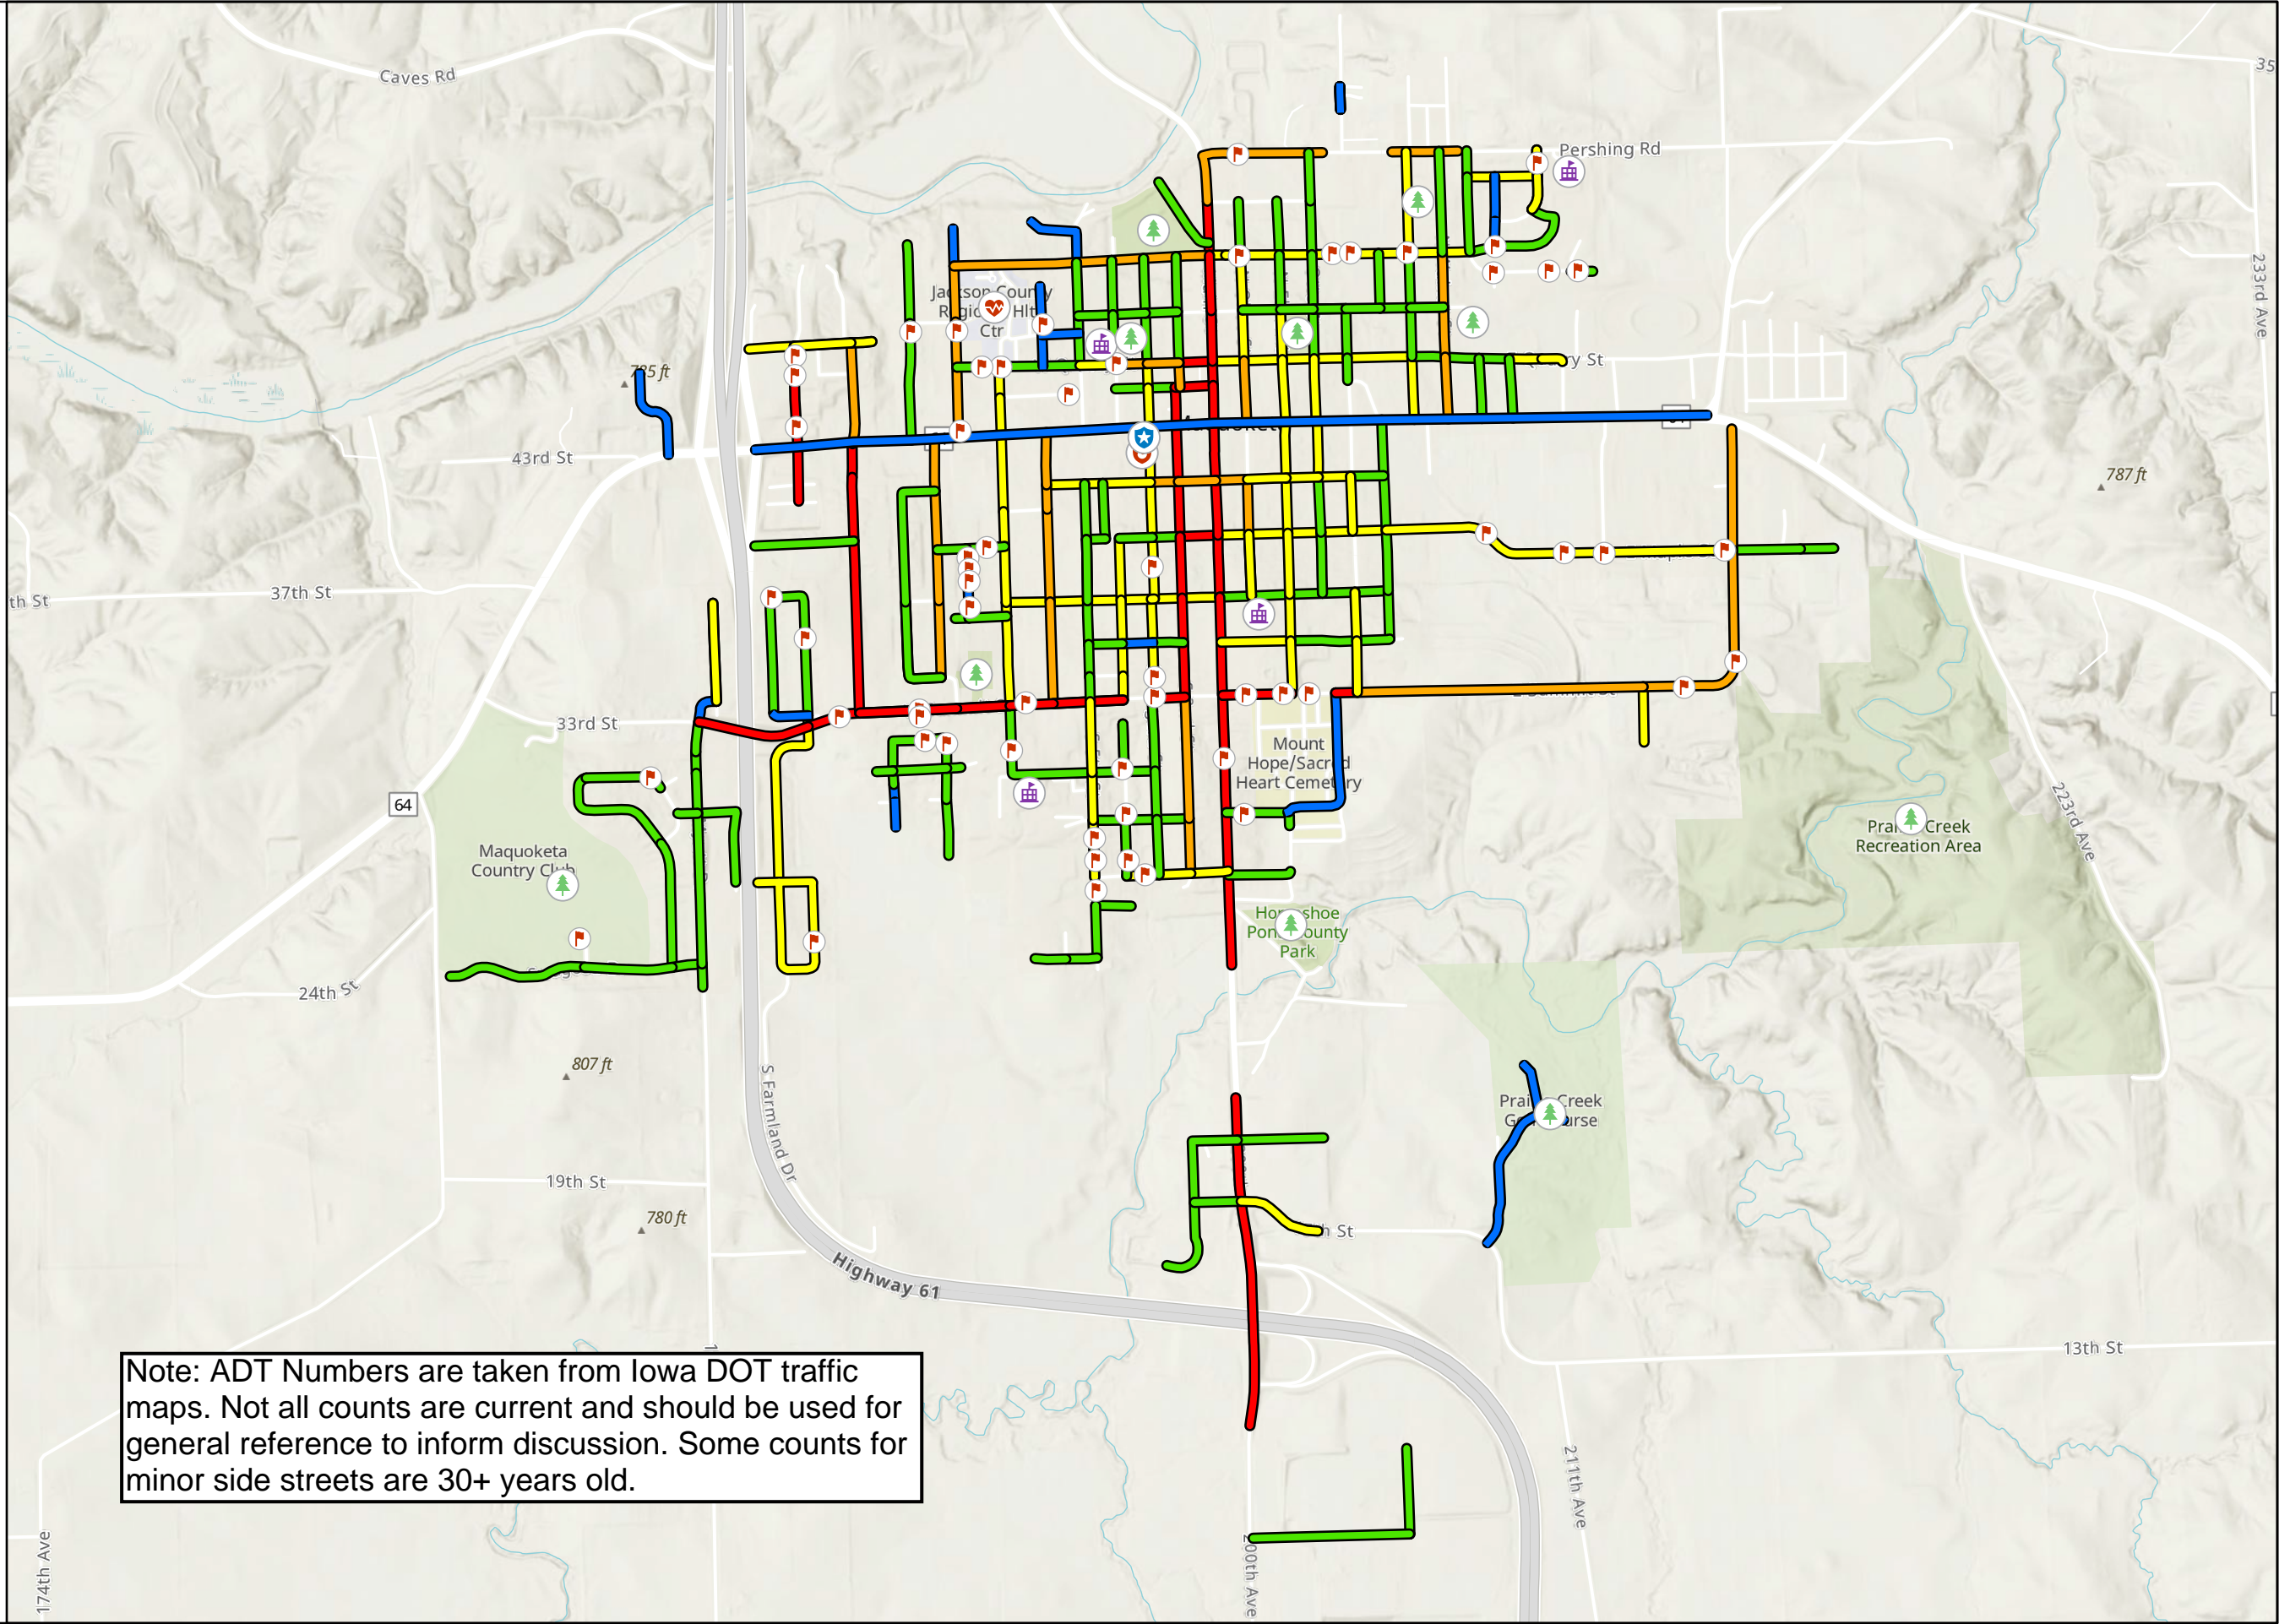 Caves Rd
35
Pershing Rd
233rd Ave
Jackson County
Ctr
785 ft
43rd St
787 ft
37th St
th St
33rd St
Mount
Hope/Sacred
Heart Cemetery
64
Maquoketa
Country Club
223rd Ave
Prairie Creek
Recreation Area
County
Park
24th St
807 ft
S Farmland Dr
Prairie Creek
19th St
780 ft
h St
Highway 61
13th St
211th Ave
200th Ave
174th Ave
Note: ADT Numbers are taken from Iowa DOT traffic
maps. Not all counts are current and should be used for
general reference to inform discussion. Some counts for
minor side streets are 30+ years old.